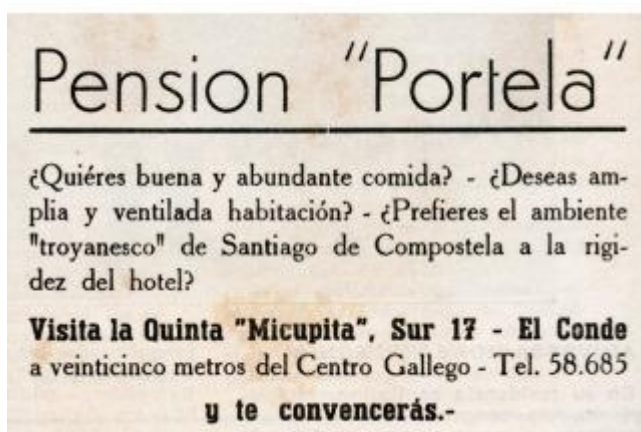 Pension "Portela"
¿Quiéres buena y abundante comida? - ¿Deseas am-
plia y ventilada habitación? - ¿Prefieres el ambiente
"troyanesco" de Santiago de Compostela a la rigi-
dez del hotel?
Visita la Quinta "Micupita", Sur 17 - El Conde
a veinticinco metros del Centro Gallego - Tel. 58.685
y te convencerás.-